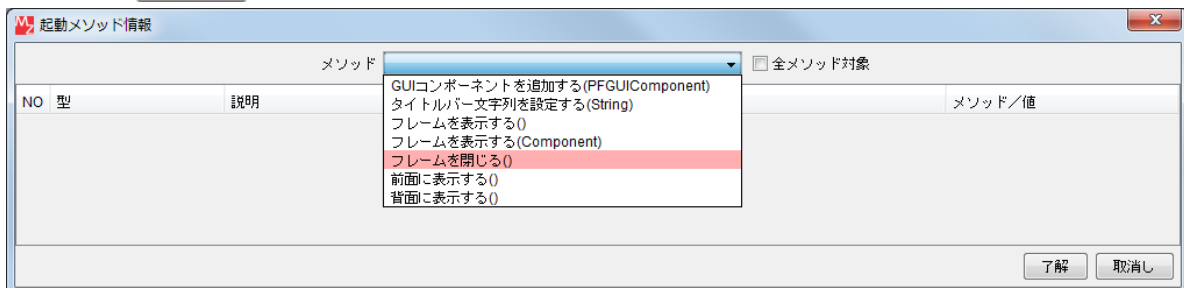 起動メソッド情報
メソッド
全メソッド対象
NO 型 説明 メソッド／値
GUIコンポーネントを追加する(PFGUIComponent)
タイトルバー文字列を設定する(String)
フレームを表示する()
フレームを表示する(Component)
フレームを閉じる()
前面に表示する()
背面に表示する()
了解 取消し